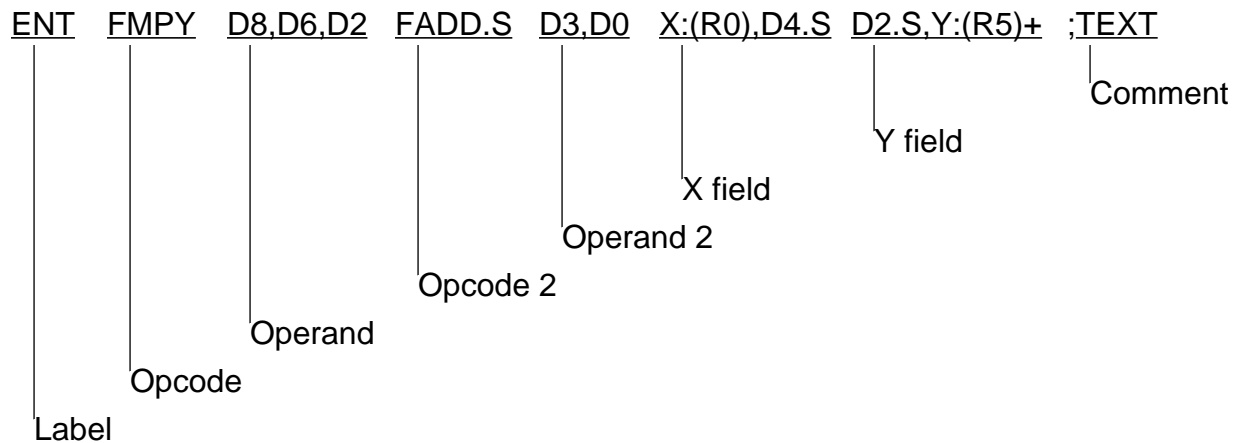 ENT FMPY D8,D6,D2 FADD.S D3,D0 X:(R0),D4.S D2.S,Y:(R5)+ ;TEXT
Comment
Y field
X field
Operand 2
Opcode 2
Operand
Opcode
Label